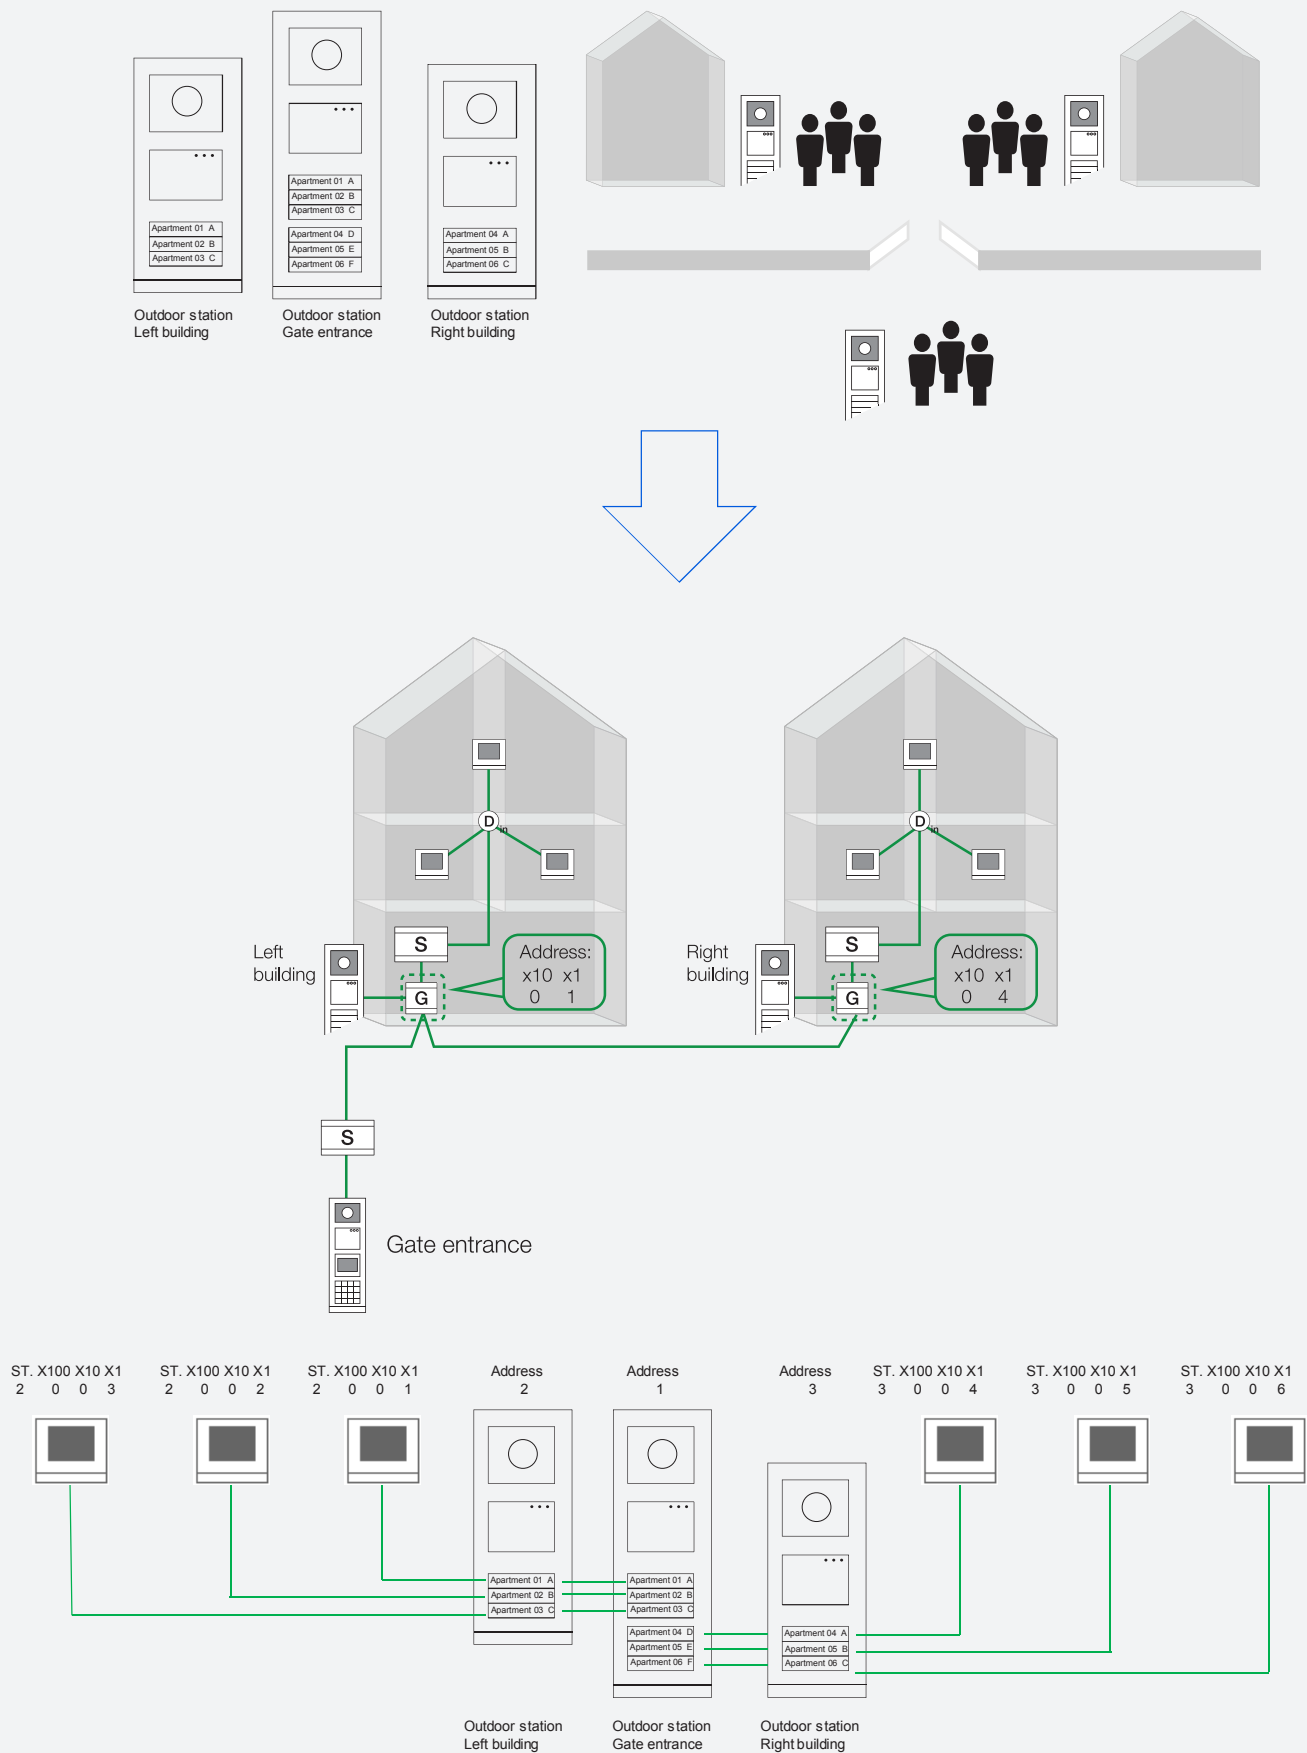 Apartment 01 A
Apartment 02 B
Apartment 03 C
Outdoor station
Left building
Apartment 01 A
Apartment 02 B
Apartment 03 C
Apartment 04 D
Apartment 05 E
Apartment 06 F
Outdoor station
Gate entrance
Apartment 04 A
Apartment 05 B
Apartment 06 C
Outdoor station
Right building
D
in
S
G
Left
building
Address:
x10 x1
0 1
D
in
S
G
Right
building
Address:
x10 x1
0 4
S
Gate entrance
ST. X100 X10 X1
2 0 0 3
ST. X100 X10 X1
2 0 0 2
ST. X100 X10 X1
2 0 0 1
Address
2
Address
1
Address
3
ST. X100 X10 X1
3 0 0 4
ST. X100 X10 X1
3 0 0 5
ST. X100 X10 X1
3 0 0 6
Apartment 01 A
Apartment 02 B
Apartment 03 C
Outdoor station
Left building
Apartment 01 A
Apartment 02 B
Apartment 03 C
Apartment 04 D
Apartment 05 E
Apartment 06 F
Outdoor station
Gate entrance
Apartment 04 A
Apartment 05 B
Apartment 06 C
Outdoor station
Right building